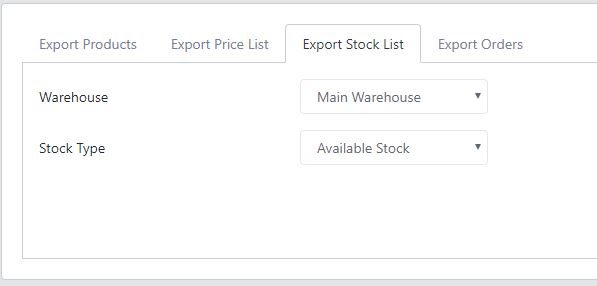 Export Products Export Price List Export Stock List Export Orders
Warehouse Main Warehouse
Stock Type Available Stock